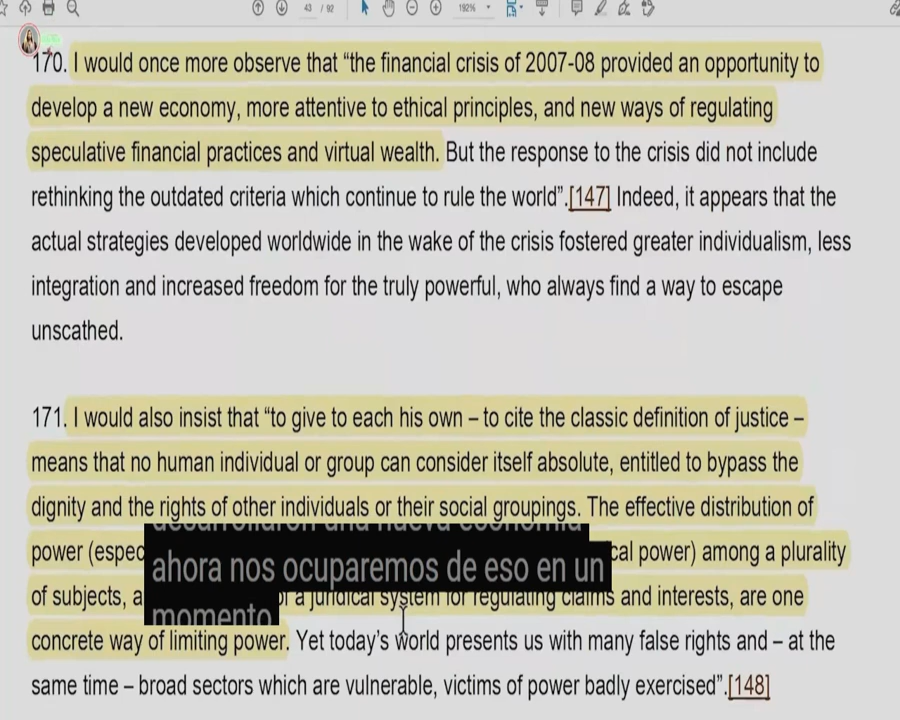 43 / 92
192%
170. I would once more observe that “the financial crisis of 2007-08 provided an opportunity to
develop a new economy, more attentive to ethical principles, and new ways of regulating
speculative financial practices and virtual wealth. But the response to the crisis did not include
rethinking the outdated criteria which continue to rule the world”.[147] Indeed, it appears that the
actual strategies developed worldwide in the wake of the crisis fostered greater individualism, less
integration and increased freedom for the truly powerful, who always find a way to escape
unscathed.
171. I would also insist that “to give to each his own – to cite the classic definition of justice –
means that no human individual or group can consider itself absolute, entitled to bypass the
dignity and the rights of other individuals or their social groupings. The effective distribution of
power (espec cal power) among a plurality
ahora nos ocuparemos de eso en un
of subjects, a a juridical system for regulating claims and interests, are one
momento
concrete way of limiting power. Yet today’s world presents us with many false rights and – at the
same time – broad sectors which are vulnerable, victims of power badly exercised”.[148]